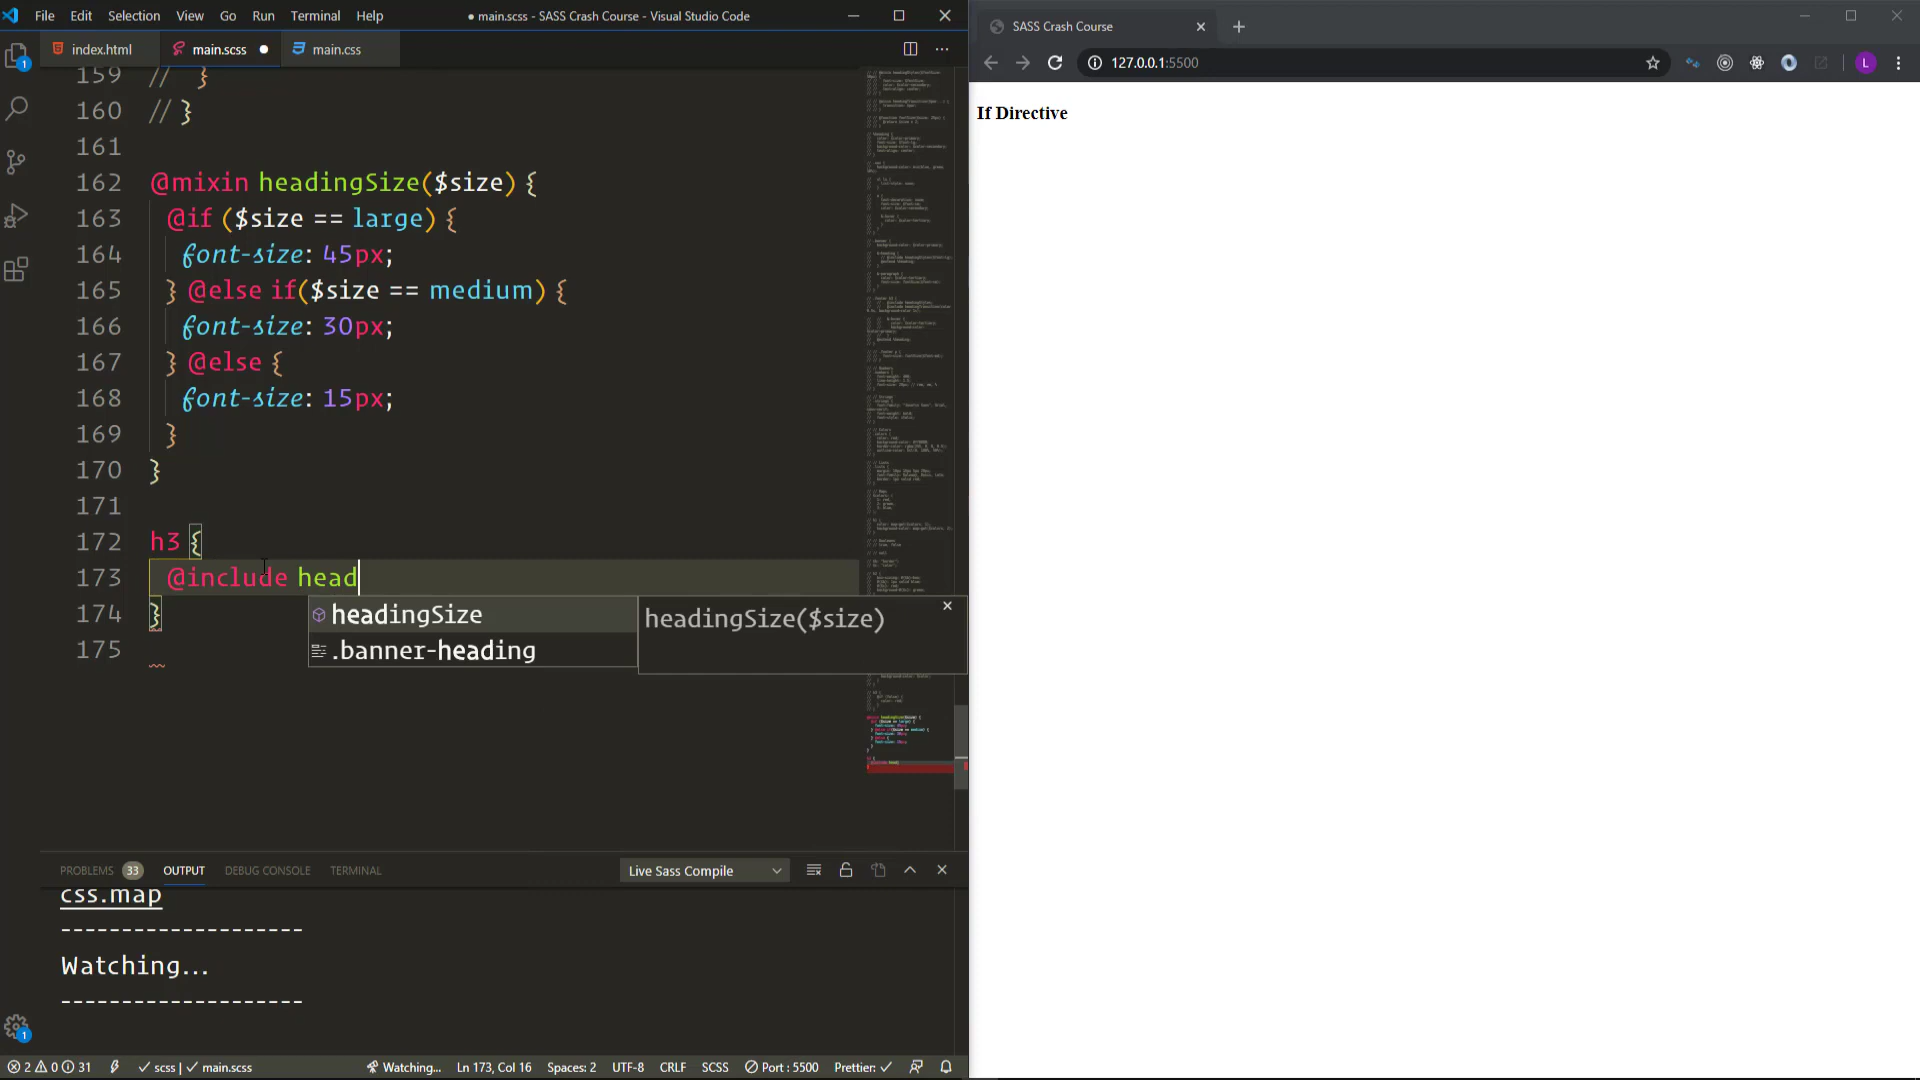 File Edit Selection View Go Run Terminal Help
● main.scss - SASS Crash Course - Visual Studio Code
index.html main.scss main.css
159 // }
160 // }
161
162 @mixin headingSize($size) {
163 @if ($size == large) {
164 font-size: 45px;
165 } @else if($size == medium) {
166 font-size: 30px;
167 } @else {
168 font-size: 15px;
169 }
170 }
171
172 h3 {
173 @include head
174 }
175
headingSize
.banner-heading
headingSize($size)
PROBLEMS 33 OUTPUT DEBUG CONSOLE TERMINAL
Live Sass Compile
css.map
--------------------
Watching...
--------------------
2 0 31 scss | main.scss Watching... Ln 173, Col 16 Spaces: 2 UTF-8 CRLF SCSS Port : 5500 Prettier:
SASS Crash Course
127.0.0.1:5500
L
If Directive